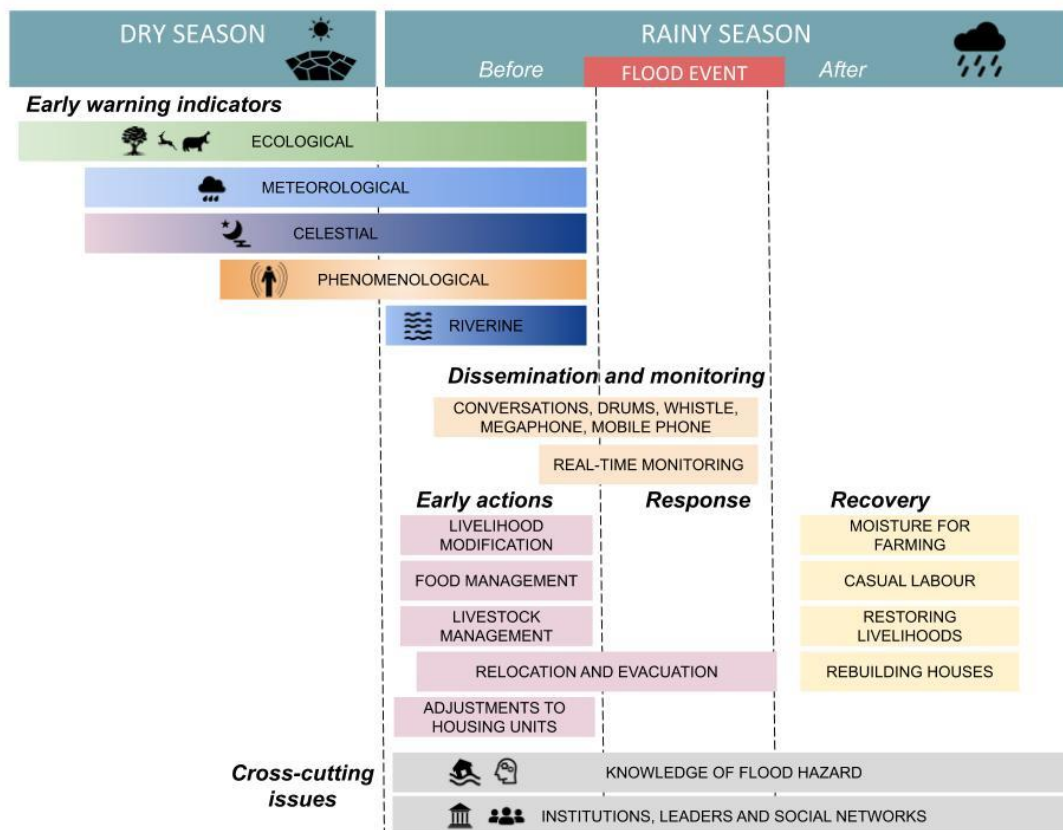 DRY SEASON
RAINY SEASON
Before
FLOOD EVENT
After
Early warning indicators
ECOLOGICAL
METEOROLOGICAL
CELESTIAL
PHENOMENOLOGICAL
RIVERINE
Dissemination and monitoring
CONVERSATIONS, DRUMS, WHISTLE,
MEGAPHONE, MOBILE PHONE
REAL-TIME MONITORING
Early actions
Response
Recovery
LIVELIHOOD
MODIFICATION
MOISTURE FOR
FARMING
FOOD MANAGEMENT
CASUAL LABOUR
LIVESTOCK
MANAGEMENT
RESTORING
LIVELIHOODS
RELOCATION AND EVACUATION
REBUILDING HOUSES
ADJUSTMENTS TO
HOUSING UNITS
Cross-cutting
issues
KNOWLEDGE OF FLOOD HAZARD
INSTITUTIONS, LEADERS AND SOCIAL NETWORKS